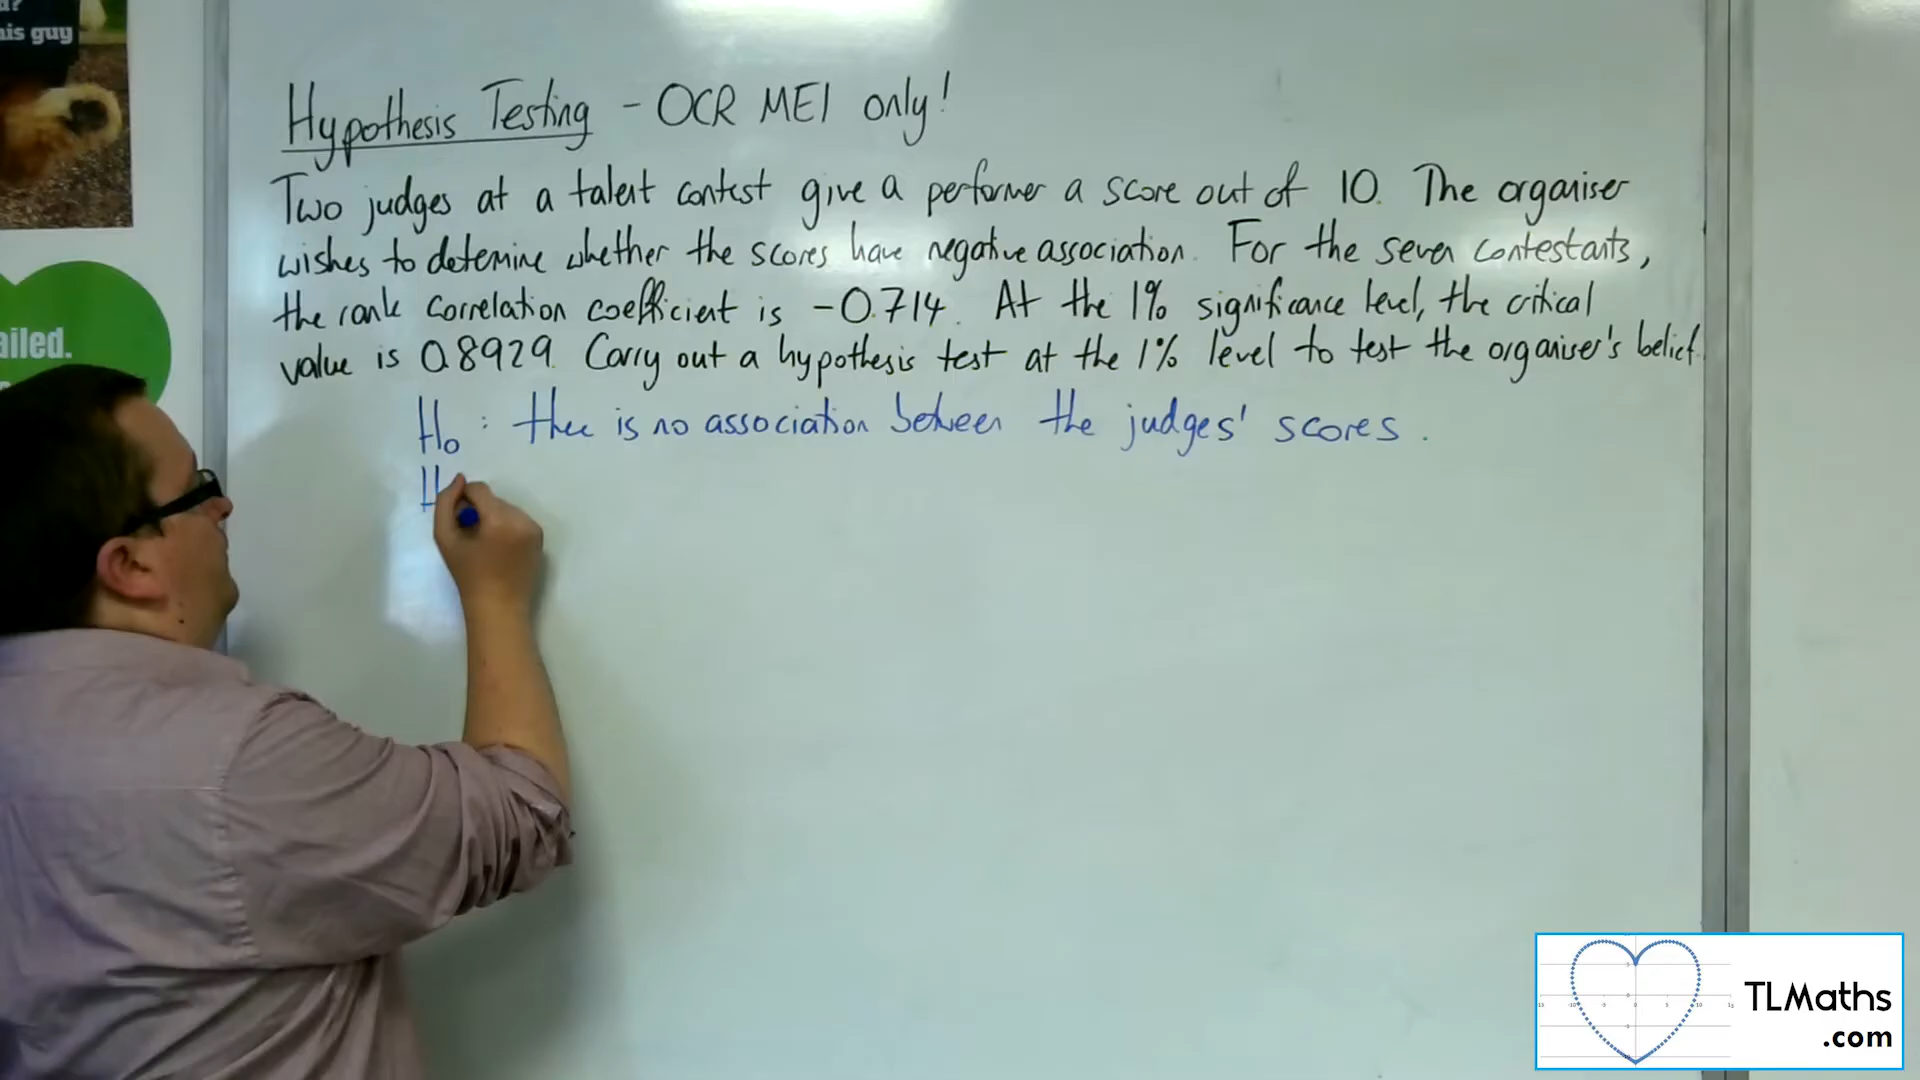 his guy
ailed.
Hypothesis Testing - OCR MEI only!
Two judges at a talent contest give a performer a score out of 10. The organiser
wishes to determine whether the scores have negative association. For the seven contestants,
the rank correlation coefficient is -0.714. At the 1% significance level, the critical
value is 0.8929. Carry out a hypothesis test at the 1% level to test the organiser's belief.
H₀ : there is no association between the judges' scores.
H
TLMaths
.com